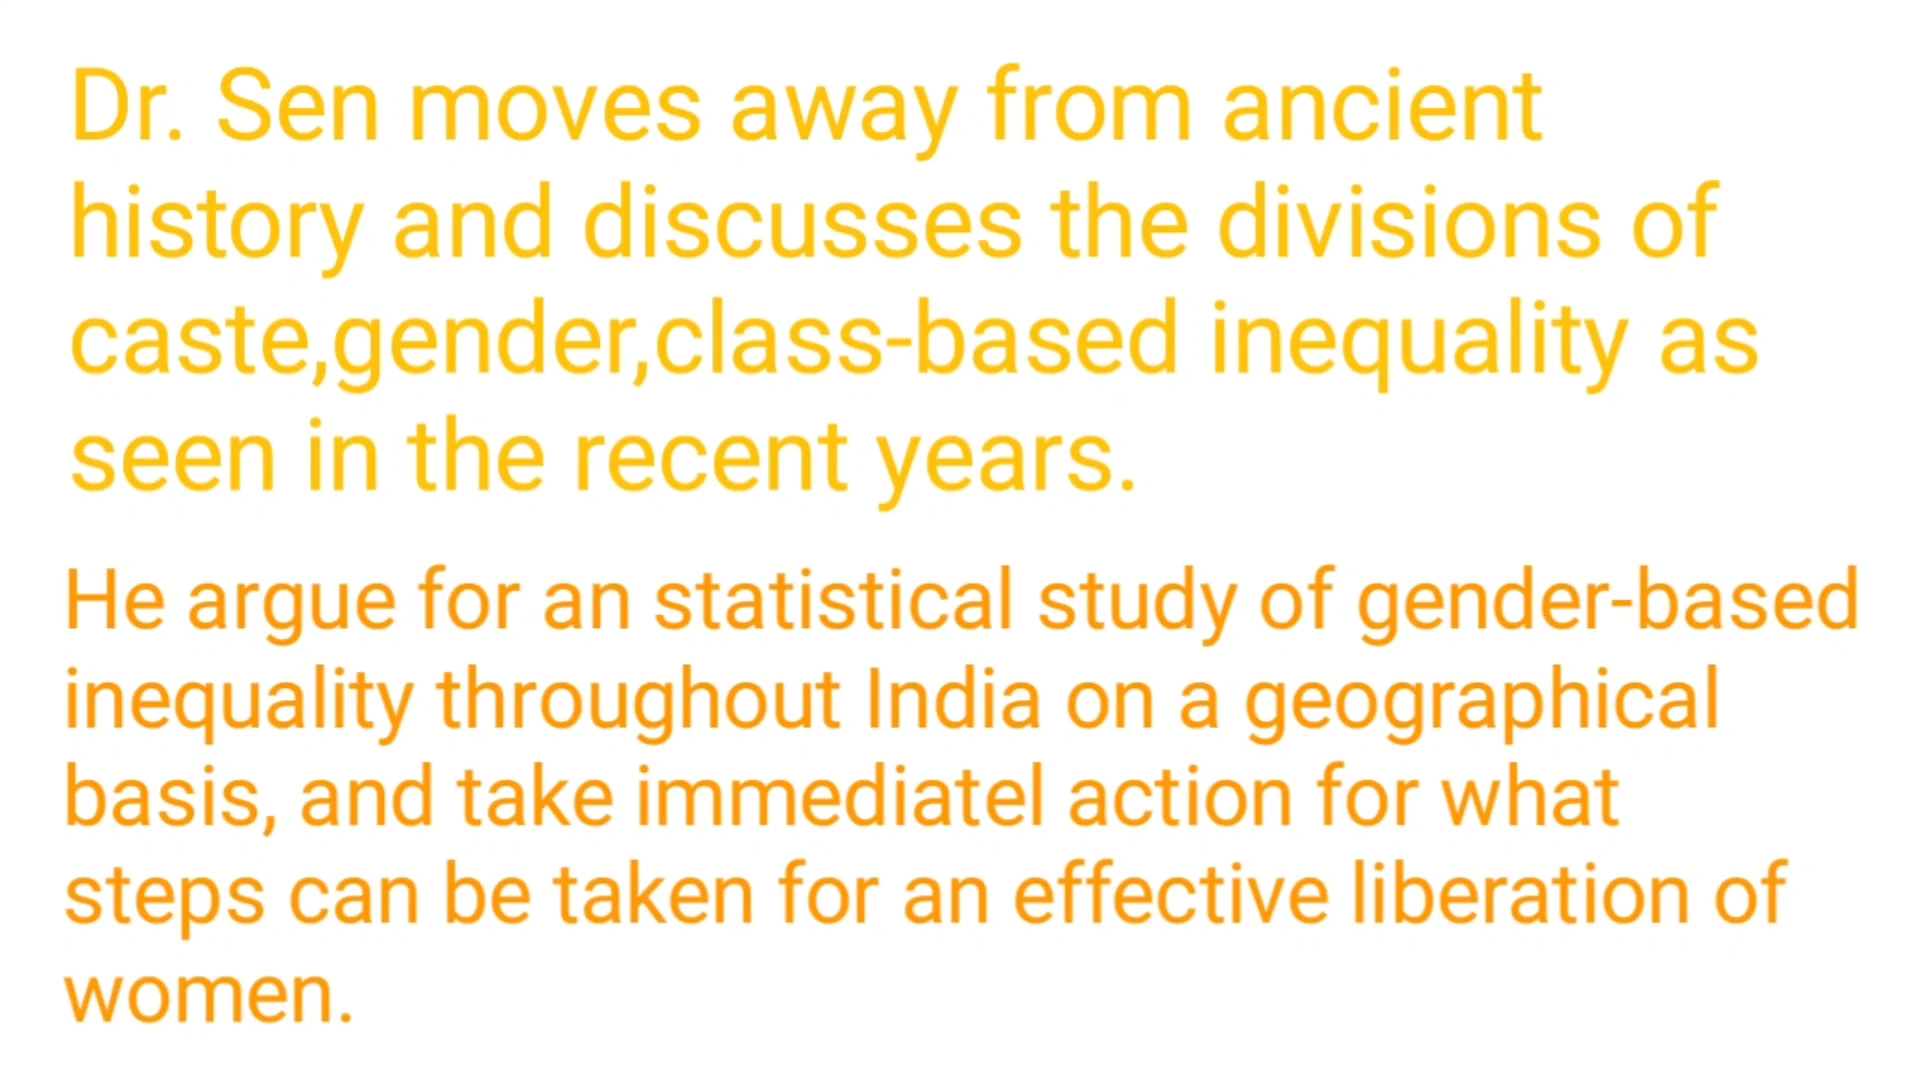 Dr. Sen moves away from ancient
history and discusses the divisions of
caste,gender,class-based inequality as
seen in the recent years.
He argue for an statistical study of gender-based
inequality throughout India on a geographical
basis, and take immediatel action for what
steps can be taken for an effective liberation of
women.